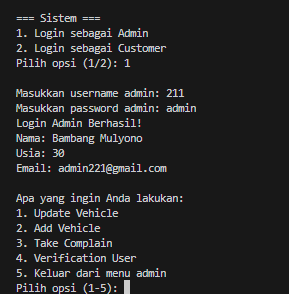 === Sistem ===
1. Login sebagai Admin
2. Login sebagai Customer
Pilih opsi (1/2): 1
Masukkan username admin: 211
Masukkan password admin: admin
Login Admin Berhasil!
Nama: Bambang Mulyono
Usia: 30
Email: admin221@gmail.com
Apa yang ingin Anda lakukan:
1. Update Vehicle
2. Add Vehicle
3. Take Complain
4. Verification User
5. Keluar dari menu admin
Pilih opsi (1-5):